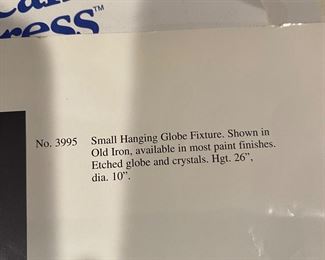 ress™
No. 3995 Small Hanging Globe Fixture. Shown in
Old Iron, available in most paint finishes.
Etched globe and crystals. Hgt. 26",
dia. 10".